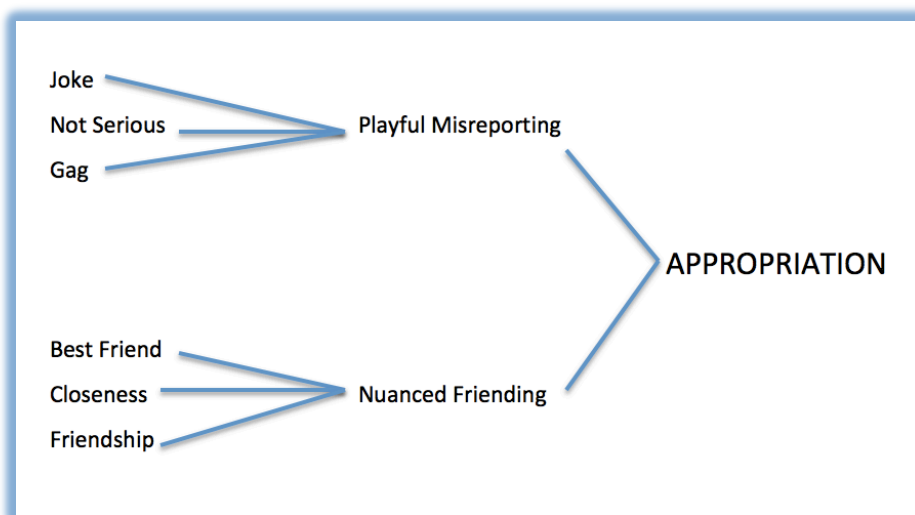 Joke
Not Serious
Playful Misreporting
Gag
APPROPRIATION
Best Friend
Closeness
Nuanced Friending
Friendship